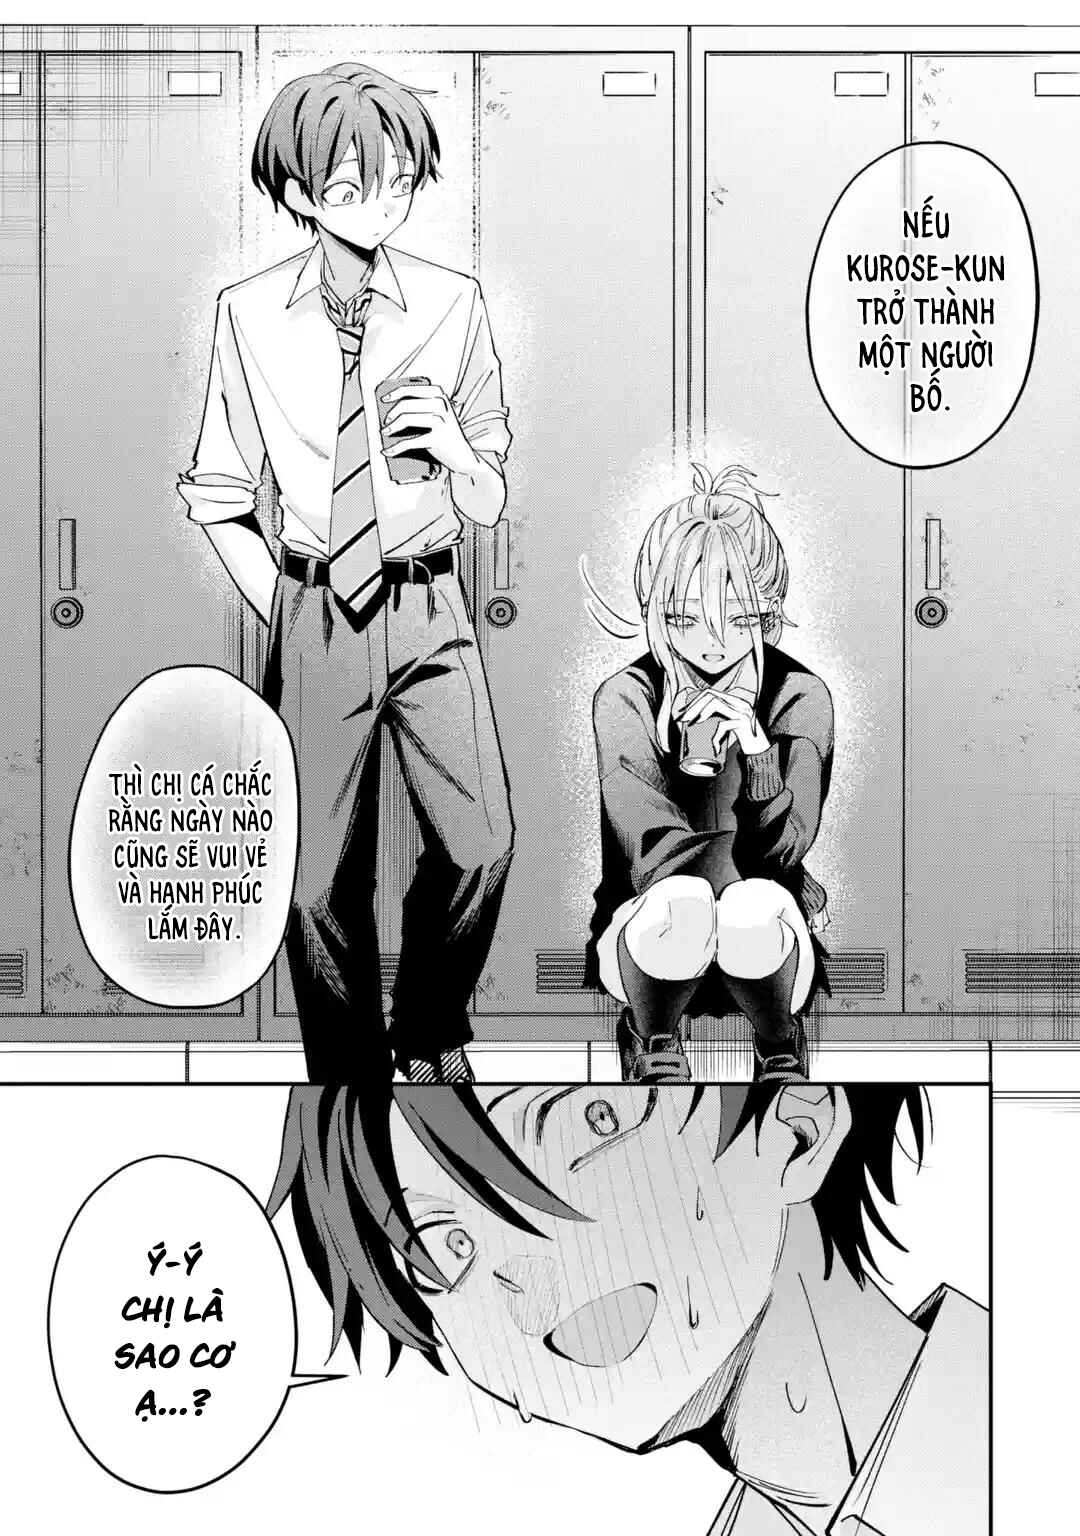 NẾU
KUROSE-KUN
TRỞ THÀNH
MỘT NGƯỜI
BỐ.
THÌ CHỊ CÁ CHẮC
RẰNG NGÀY NÀO
CŨNG SẼ VUI VẺ
VÀ HẠNH PHÚC
LẮM ĐÂY.
Ý-Ý
CHỊ LÀ
SAO CƠ
Ạ...?